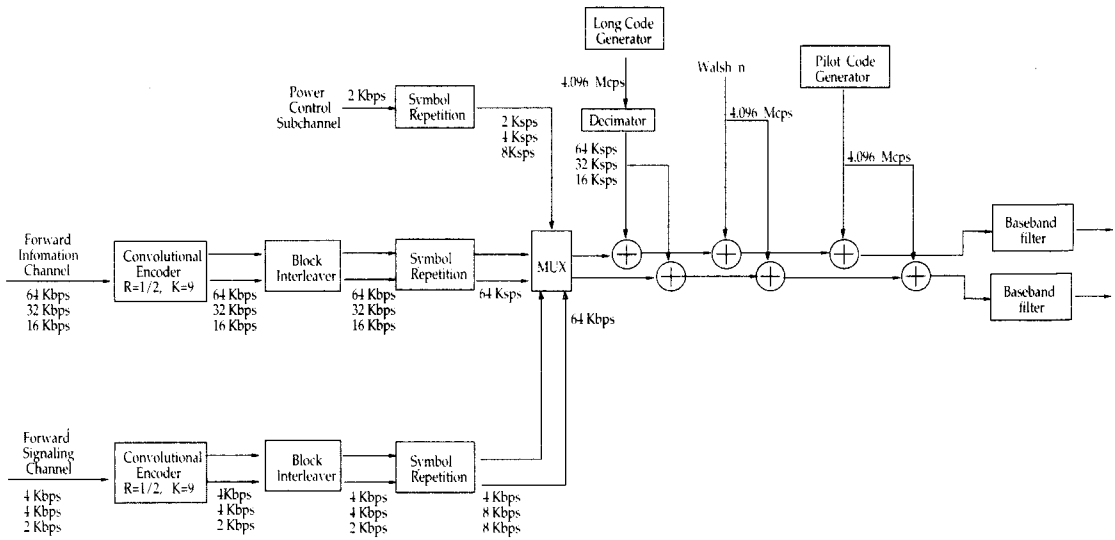 Long Code
Generator
Pilot Code
Generator
Walsh n
4.096 Mcps
Power
Control
Subchannel
2 Kbps
Symbol
Repetition
Decimator
4.096 Mcps
2 Ksps
4 Ksps
8Ksps
64 Ksps
32 Ksps
16 Ksps
4.096 Mcps
Forward
Infomation
Channel
Convolutional
Encoder
R=1/2, K=9
Block
Interleaver
Symbol
Repetition
MUX
Baseband
filter
64 Kbps
32 Kbps
16 Kbps
64 Kbps
32 Kbps
16 Kbps
64 Kbps
32 Kbps
16 Kbps
64 Ksps
64 Kbps
Baseband
filter
Forward
Signaling
Channel
Convolutional
Encoder
R=1/2, K=9
Block
Interleaver
Symbol
Repetition
4 Kbps
4 Kbps
2 Kbps
4Kbps
4 Kbps
2 Kbps
4 Kbps
4 Kbps
2 Kbps
4 Kbps
8 Kbps
8 Kbps